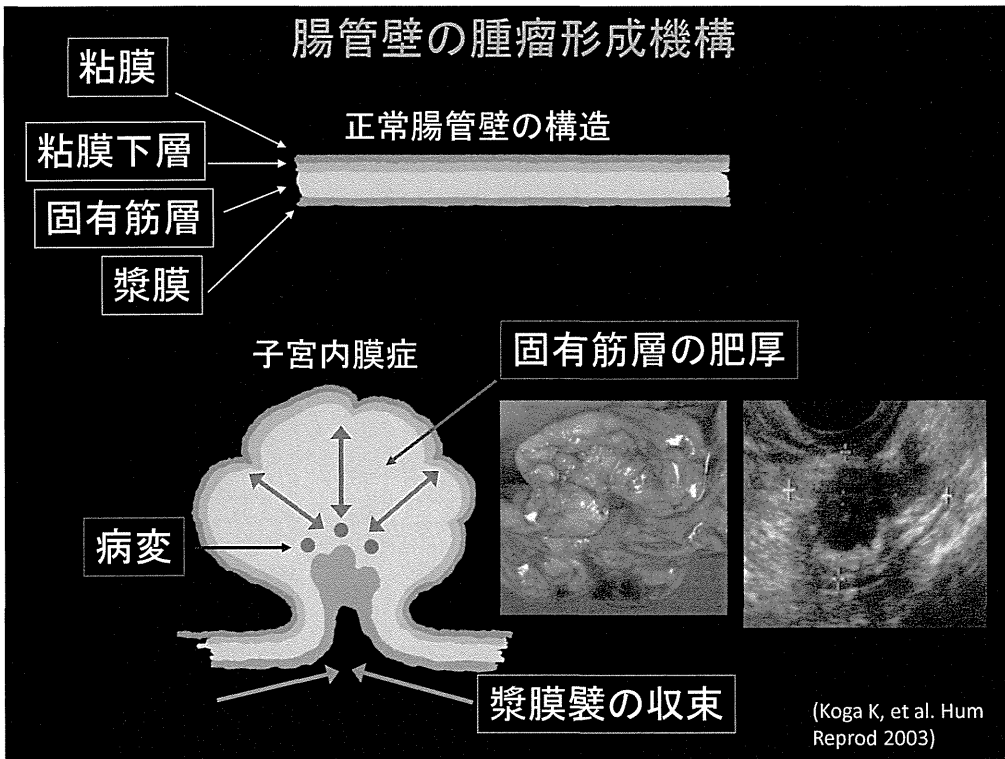 腸管壁の腫瘤形成機構
粘膜
正常腸管壁の構造
粘膜下層
固有筋層
漿膜
子宮内膜症
固有筋層の肥厚
病変
漿膜襞の収束
(Koga K, et al. Hum
Reprod 2003)